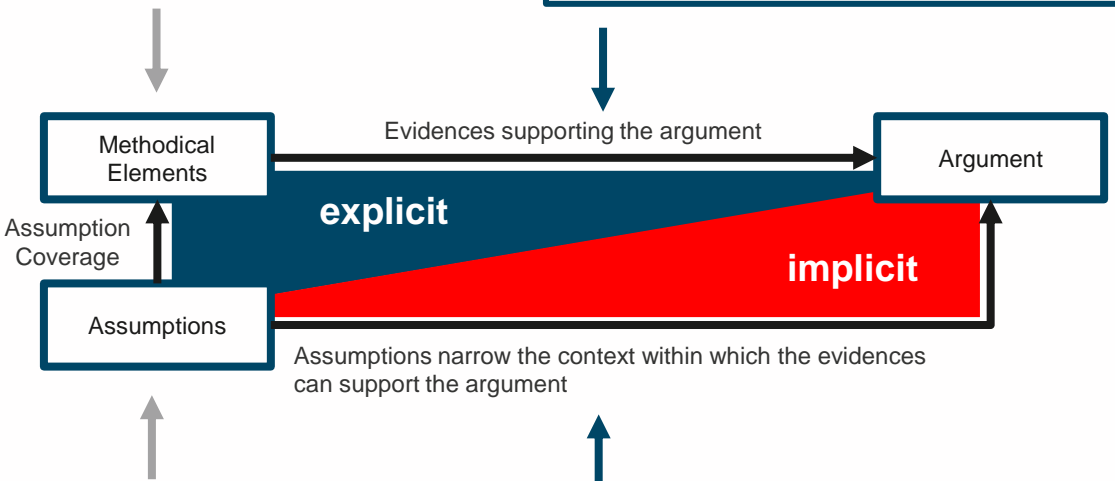 Evidences supporting the argument
Methodical
Elements
Argument
explicit
Assumption
Coverage
implicit
Assumptions
Assumptions narrow the context within which the evidences
can support the argument